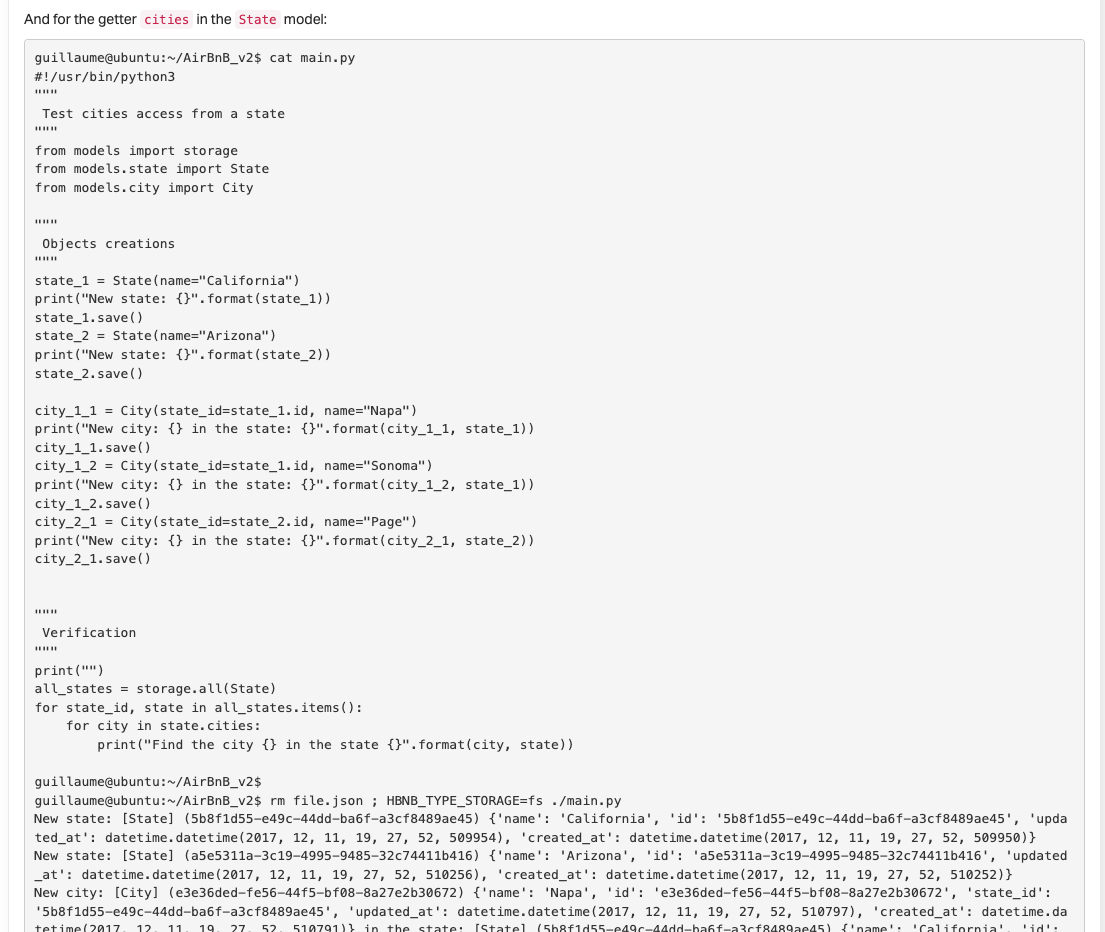 And for the getter cities in the State model:
guillaume@ubuntu:~/AirBnB_v2$ cat main.py
#!/usr/bin/python3
"""
 Test cities access from a state
"""
from models import storage
from models.state import State
from models.city import City

"""
 Objects creations
"""
state_1 = State(name="California")
print("New state: {}".format(state_1))
state_1.save()
state_2 = State(name="Arizona")
print("New state: {}".format(state_2))
state_2.save()

city_1_1 = City(state_id=state_1.id, name="Napa")
print("New city: {} in the state: {}".format(city_1_1, state_1))
city_1_1.save()
city_1_2 = City(state_id=state_1.id, name="Sonoma")
print("New city: {} in the state: {}".format(city_1_2, state_1))
city_1_2.save()
city_2_1 = City(state_id=state_2.id, name="Page")
print("New city: {} in the state: {}".format(city_2_1, state_2))
city_2_1.save()


"""
 Verification
"""
print("")
all_states = storage.all(State)
for state_id, state in all_states.items():
    for city in state.cities:
        print("Find the city {} in the state {}".format(city, state))

guillaume@ubuntu:~/AirBnB_v2$
guillaume@ubuntu:~/AirBnB_v2$ rm file.json ; HBNB_TYPE_STORAGE=fs ./main.py
New state: [State] (5b8f1d55-e49c-44dd-ba6f-a3cf8489ae45) {'name': 'California', 'id': '5b8f1d55-e49c-44dd-ba6f-a3cf8489ae45', 'upda
ted_at': datetime.datetime(2017, 12, 11, 19, 27, 52, 509954), 'created_at': datetime.datetime(2017, 12, 11, 19, 27, 52, 509950)}
New state: [State] (a5e5311a-3c19-4995-9485-32c74411b416) {'name': 'Arizona', 'id': 'a5e5311a-3c19-4995-9485-32c74411b416', 'updated
_at': datetime.datetime(2017, 12, 11, 19, 27, 52, 510256), 'created_at': datetime.datetime(2017, 12, 11, 19, 27, 52, 510252)}
New city: [City] (e3e36ded-fe56-44f5-bf08-8a27e2b30672) {'name': 'Napa', 'id': 'e3e36ded-fe56-44f5-bf08-8a27e2b30672', 'state_id':
'5b8f1d55-e49c-44dd-ba6f-a3cf8489ae45', 'updated_at': datetime.datetime(2017, 12, 11, 19, 27, 52, 510797), 'created_at': datetime.da
tetime(2017, 12, 11, 19, 27, 52, 510791)} in the state: [State] (5b8f1d55-e49c-44dd-ba6f-a3cf8489ae45) {'name': 'California', 'id':